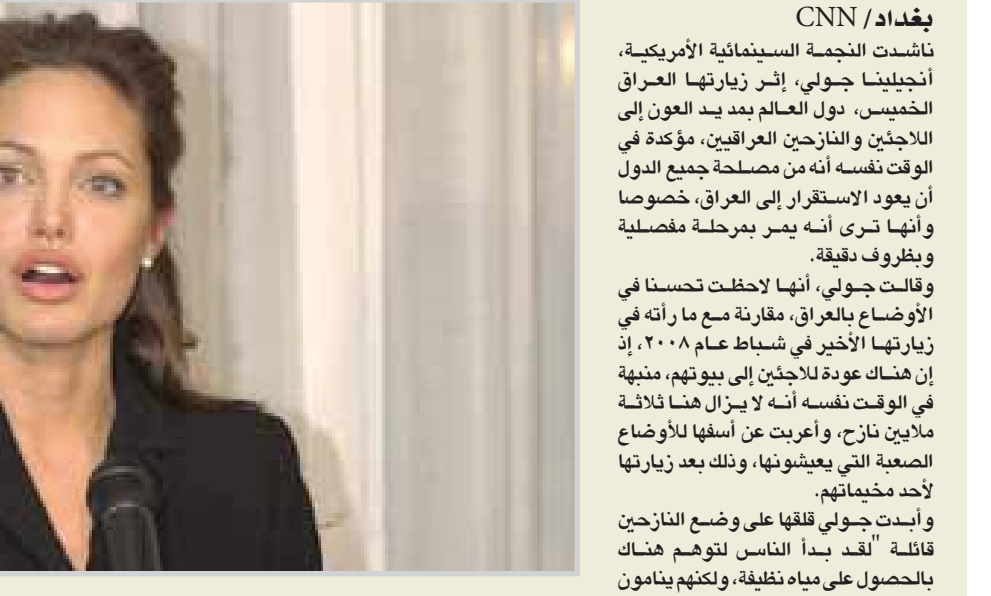 بغداد/ CNN
ناشدت النجمة السينمائية الأمريكية،
أنجيلينا جولي، إثر زيارتها العراق
الخميس، دول العالم بمد يد العون إلى
اللاجئين والنازحين العراقيين، مؤكدة في
الوقت نفسه أنه من مصلحة جميع الدول
أن يعود الاستقرار إلى العراق، خصوصا
وأنها ترى أنه يمر بمرحلة مفصلية
وبظروف دقيقة.
وقالت جولي، أنها لاحظت تحسنا في
الأوضاع بالعراق، مقارنة مع ما رأته في
زيارتها الأخير في شباط عام ٢٠٠٨، إذ
إن هناك عودة للاجئين إلى بيوتهم، منبهة
في الوقت نفسه أنه لا يزال هنا ثلاثة
ملايين نازح، وأعربت عن أسفها للأوضاع
الصعبة التي يعيشونها، وذلك بعد زيارتها
لأحد مخيماتهم.
وأبدت جولي قلقها على وضع النازحين
قائلة "لقد بدأ الناس لتوهم هناك
بالحصول على مياه نظيفة، ولكنهم ينامون